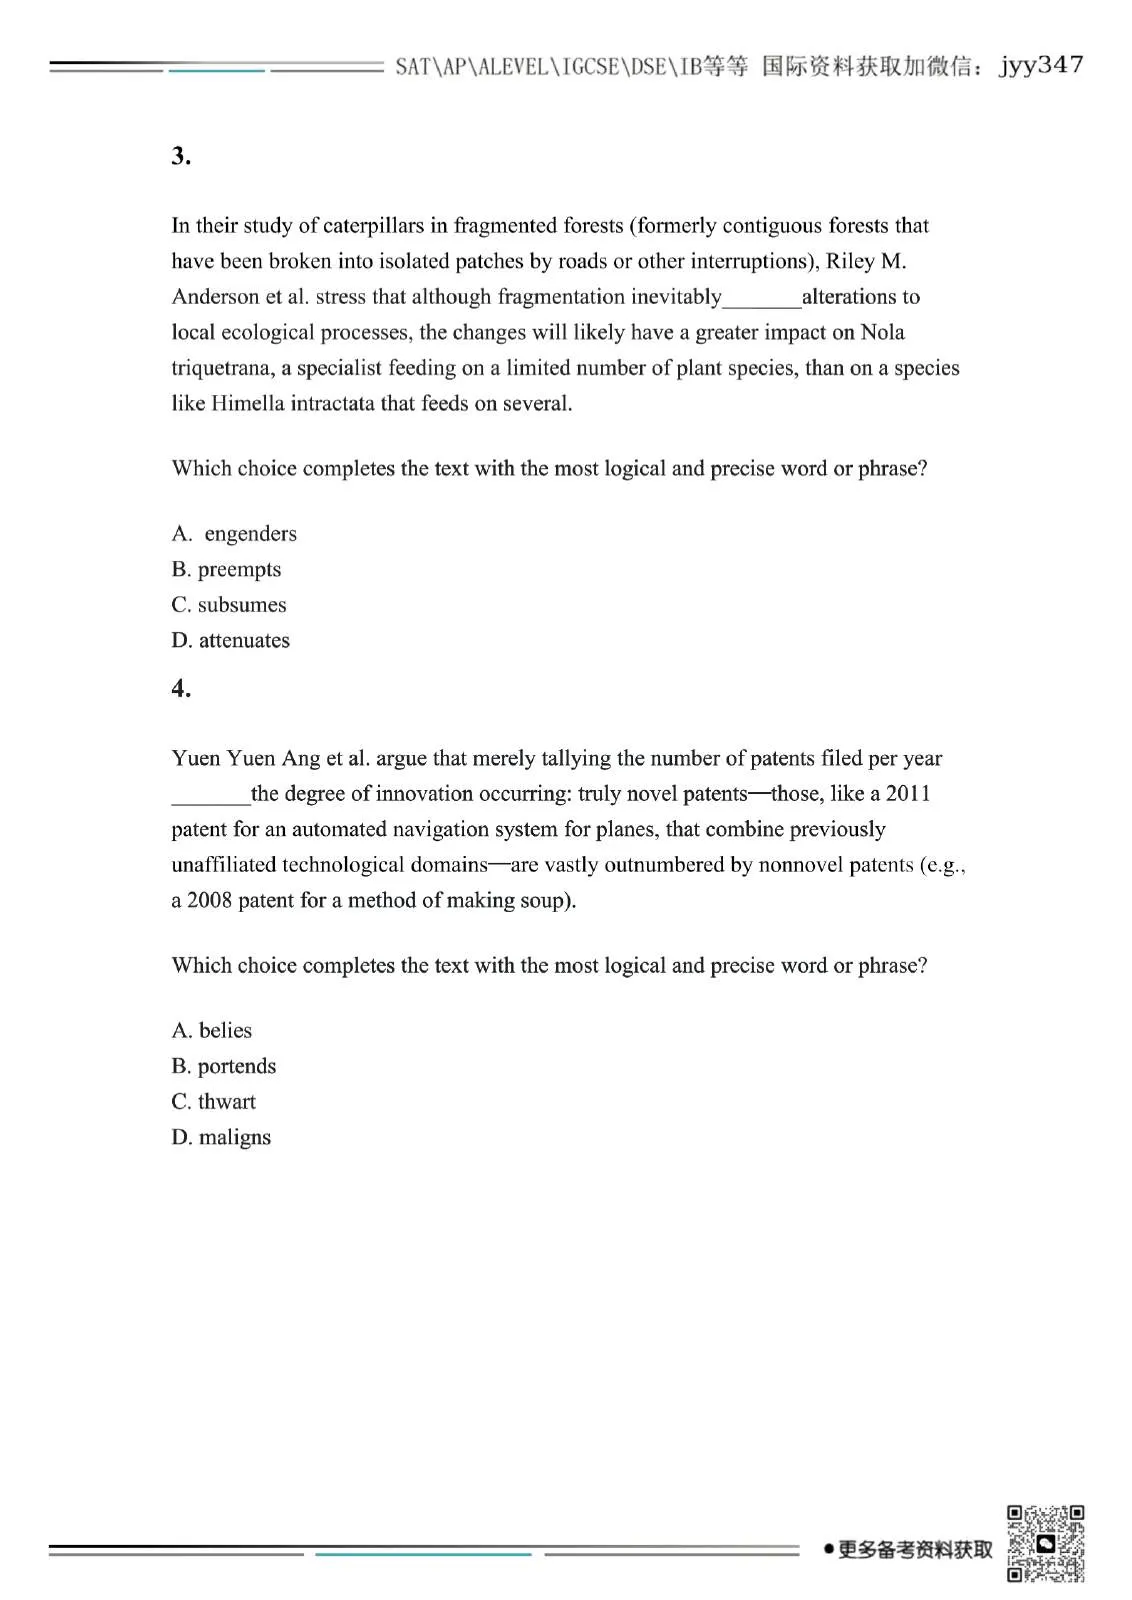 SAT\AP\ALEVEL\IGCSE\DSE\IB等等 国际资料获取加微信：jyy347
3.
In their study of caterpillars in fragmented forests (formerly contiguous forests that
have been broken into isolated patches by roads or other interruptions), Riley M.
Anderson et al. stress that although fragmentation inevitably_______alterations to
local ecological processes, the changes will likely have a greater impact on Nola
triquetrana, a specialist feeding on a limited number of plant species, than on a species
like Himella intractata that feeds on several.
Which choice completes the text with the most logical and precise word or phrase?
A. engenders
B. preempts
C. subsumes
D. attenuates
4.
Yuen Yuen Ang et al. argue that merely tallying the number of patents filed per year
_______the degree of innovation occurring: truly novel patents—those, like a 2011
patent for an automated navigation system for planes, that combine previously
unaffiliated technological domains—are vastly outnumbered by nonnovel patents (e.g.,
a 2008 patent for a method of making soup).
Which choice completes the text with the most logical and precise word or phrase?
A. belies
B. portends
C. thwart
D. maligns
●更多备考资料获取